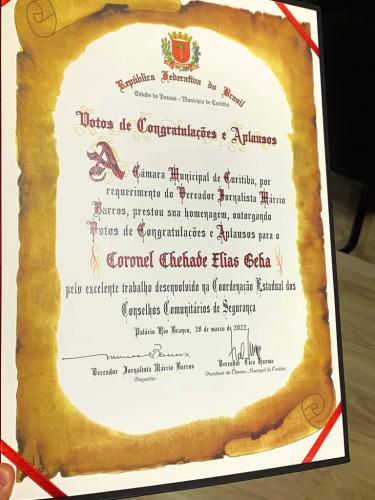 República Federativa do Brasil
Estado do Paraná - Município de Curitiba
Votos de Congratulações e Aplausos
A Câmara Municipal de Curitiba, por
requerimento do Vereador Jornalista Márcio
Barros, prestou sua homenagem, outorgando
Votos de Congratulações e Aplausos para o
Coronel Chehade Elias Geha
pelo excelente trabalho desenvolvido na Coordenação Estadual dos
Conselhos Comunitários de Segurança
Palácio Rio Branco, 28 de março de 2022
Vereador Jornalista Márcio Barros
Proponente
Vereador Tico Kuzma
Presidente da Câmara Municipal de Curitiba